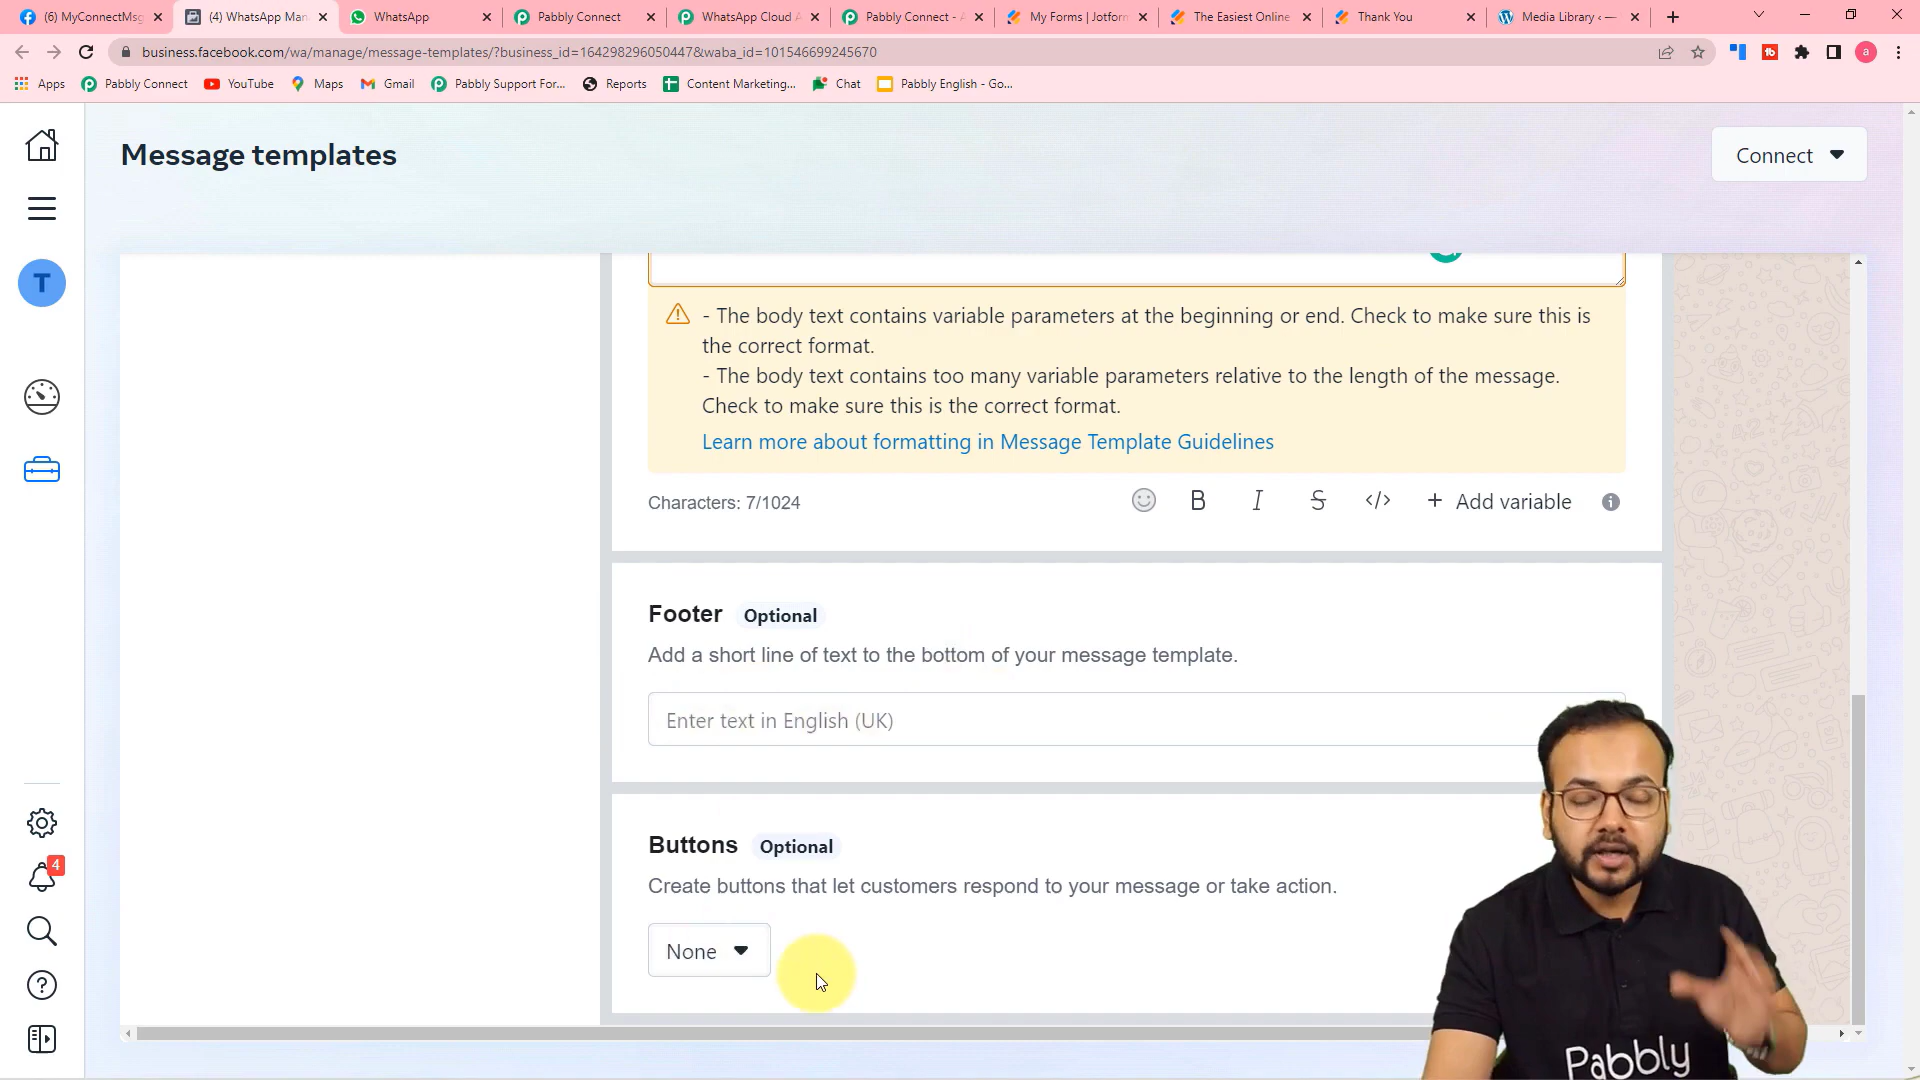 (6) MyConnectMsg
(4) WhatsApp Man
WhatsApp
Pabbly Connect
WhatsApp Cloud A
Pabbly Connect - A
My Forms | Jotform
The Easiest Online
Thank You
Media Library ‹ —
business.facebook.com/wa/manage/message-templates/?business_id=164298296050447&waba_id=101546699245670
Apps
Pabbly Connect
YouTube
Maps
Gmail
Pabbly Support For...
Reports
Content Marketing...
Chat
Pabbly English - Go...
Message templates
Connect
T
- The body text contains variable parameters at the beginning or end. Check to make sure this is
the correct format.
- The body text contains too many variable parameters relative to the length of the message.
Check to make sure this is the correct format.
Learn more about formatting in Message Template Guidelines
Characters: 7/1024
B I S </> + Add variable
Footer Optional
Add a short line of text to the bottom of your message template.
Enter text in English (UK)
Buttons Optional
Create buttons that let customers respond to your message or take action.
None
4
Pabbly